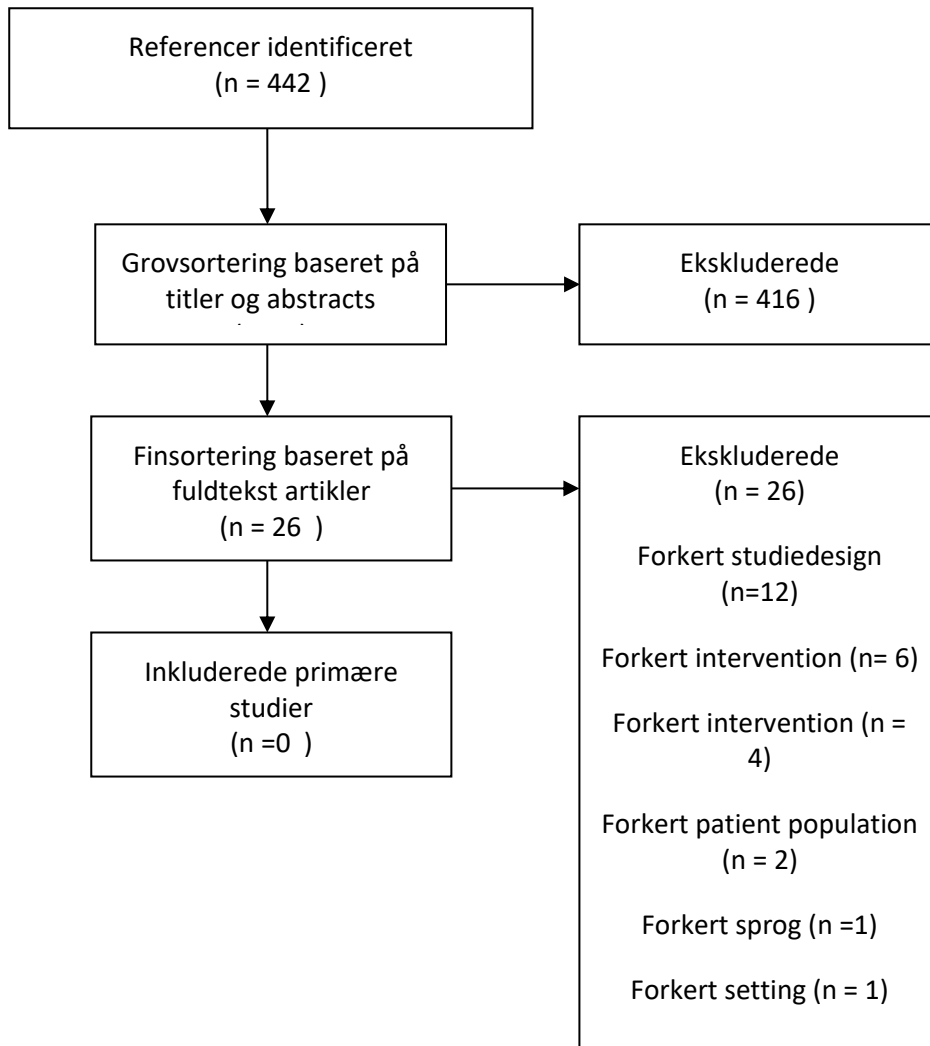 Referencer identificeret
(n = 442 )
Grovsortering baseret på
titler og abstracts
Ekskluderede
(n = 416 )
Finsortering baseret på
fuldtekst artikler
(n = 26  )
Ekskluderede
(n = 26)
Forkert studiedesign
(n=12)
Forkert intervention (n= 6)
Forkert intervention (n =
4)
Forkert patient population
(n = 2)
Forkert sprog (n =1)
Forkert setting (n = 1)
Inkluderede primære
studier
(n =0  )